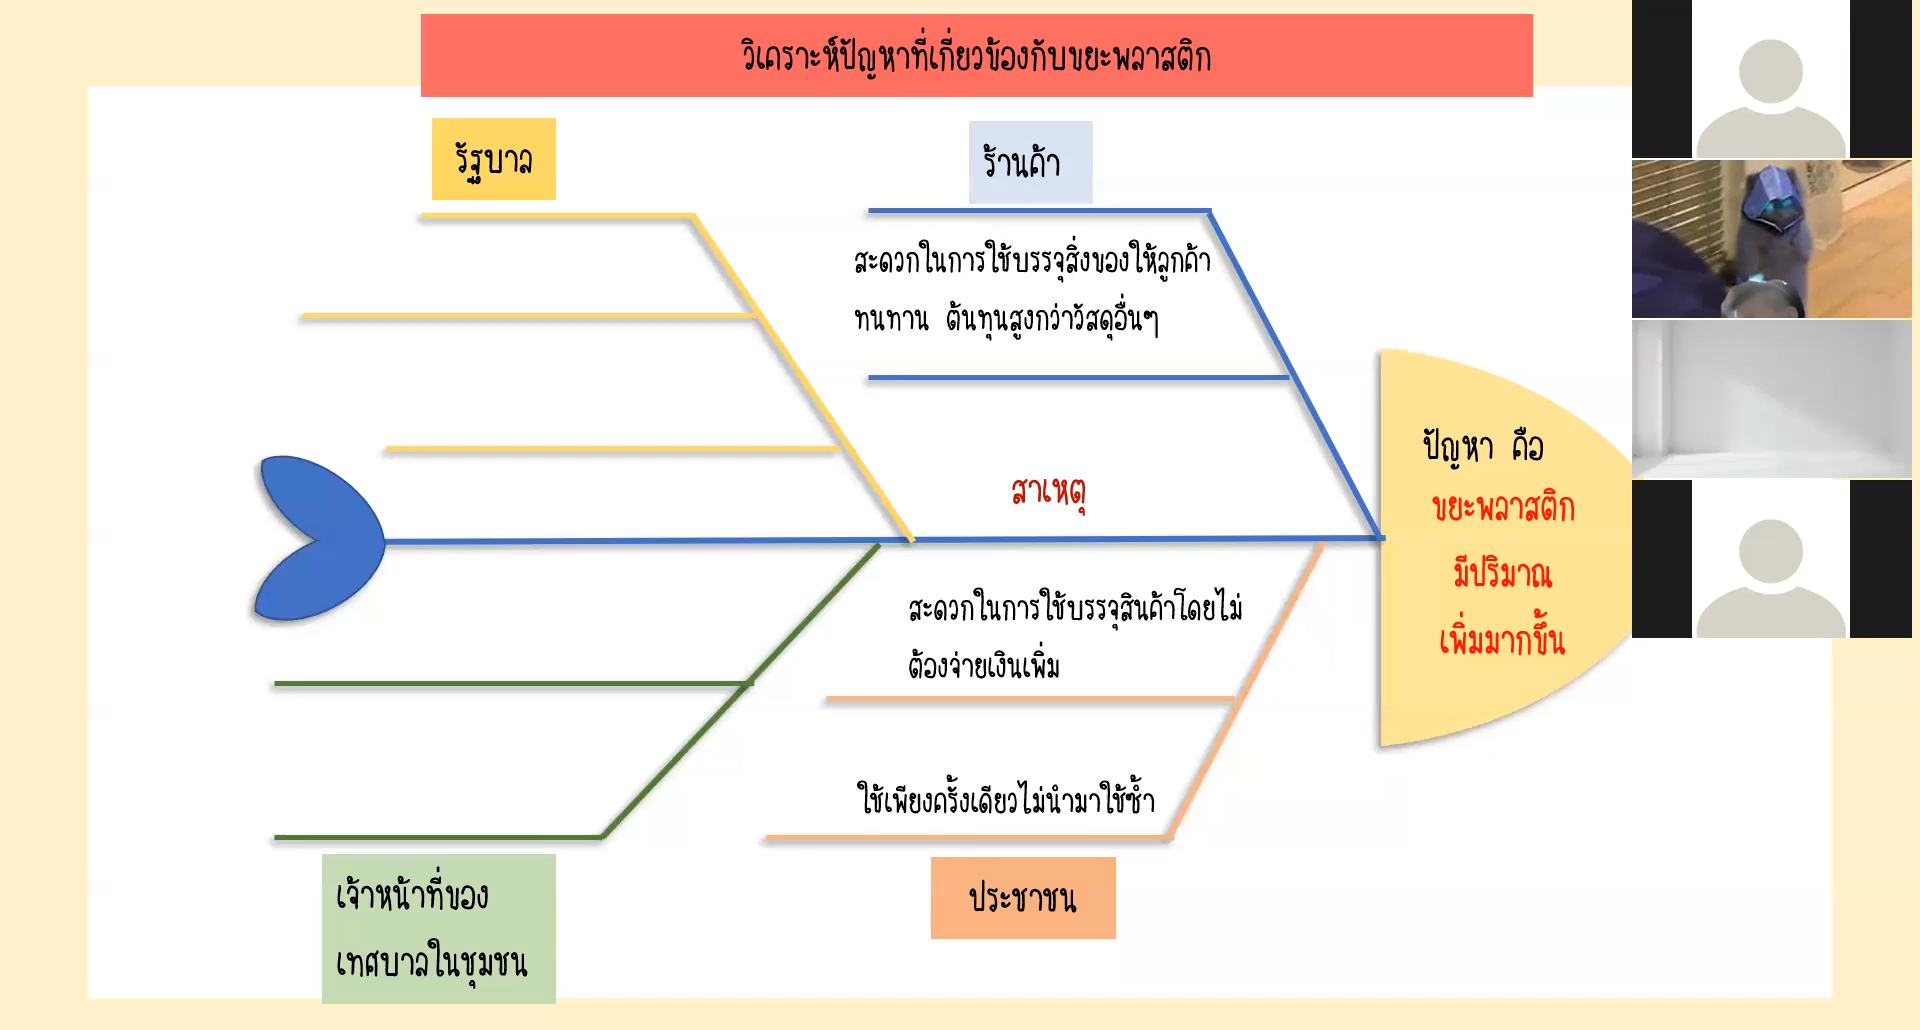 วิเคราะห์ปัญหาที่เกี่ยวข้องกับขยะพลาสติก
รัฐบาล
ร้านค้า
สะดวกในการใช้บรรจุสิ่งของให้ลูกค้า
ทนทาน ต้นทุนสูงกว่าวัสดุอื่นๆ
สาเหตุ
ปัญหา คือ
ขยะพลาสติก
มีปริมาณ
เพิ่มมากขึ้น
สะดวกในการใช้บรรจุสินค้าโดยไม่
ต้องจ่ายเงินเพิ่ม
ใช้เพียงครั้งเดียวไม่นำมาใช้ซ้ำ
เจ้าหน้าที่ของ
เทศบาลในชุมชน
ประชาชน